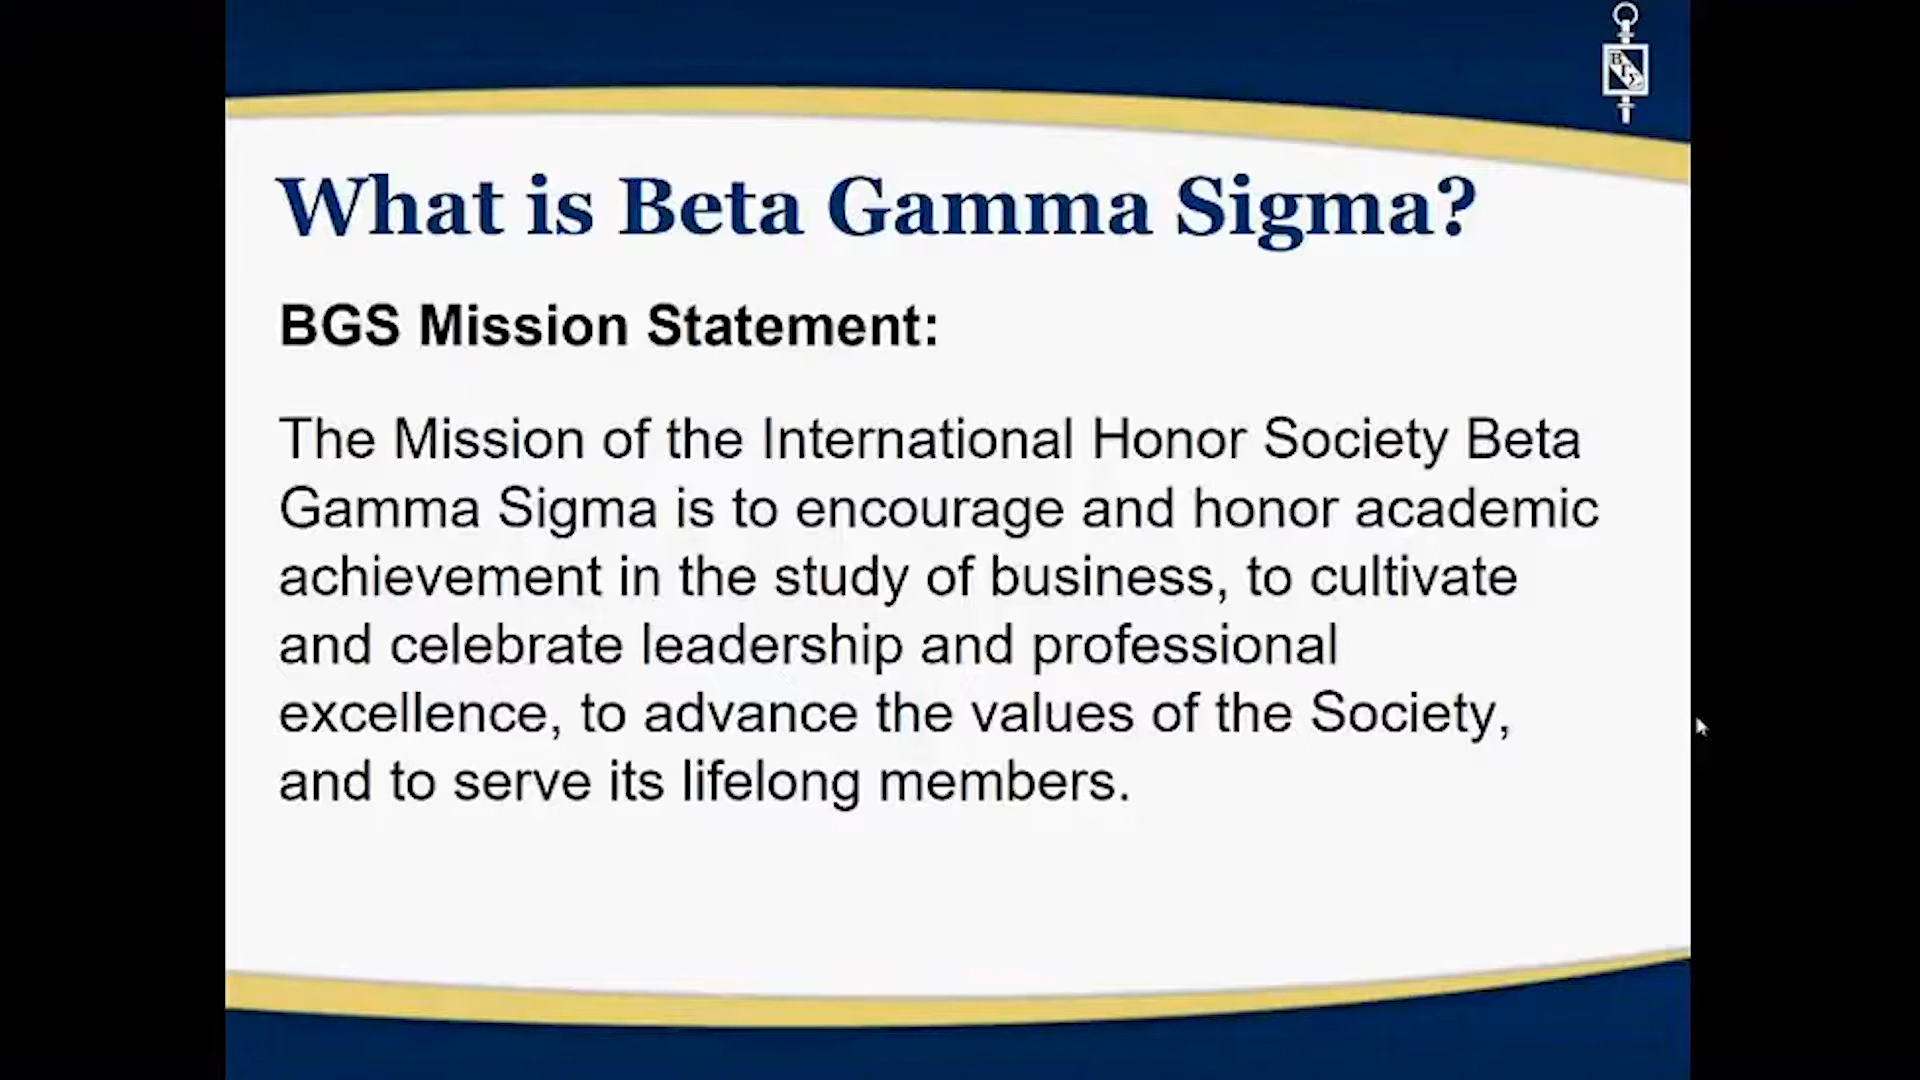 ΒΓΣ
What is Beta Gamma Sigma?
BGS Mission Statement:
The Mission of the International Honor Society Beta
Gamma Sigma is to encourage and honor academic
achievement in the study of business, to cultivate
and celebrate leadership and professional
excellence, to advance the values of the Society,
and to serve its lifelong members.